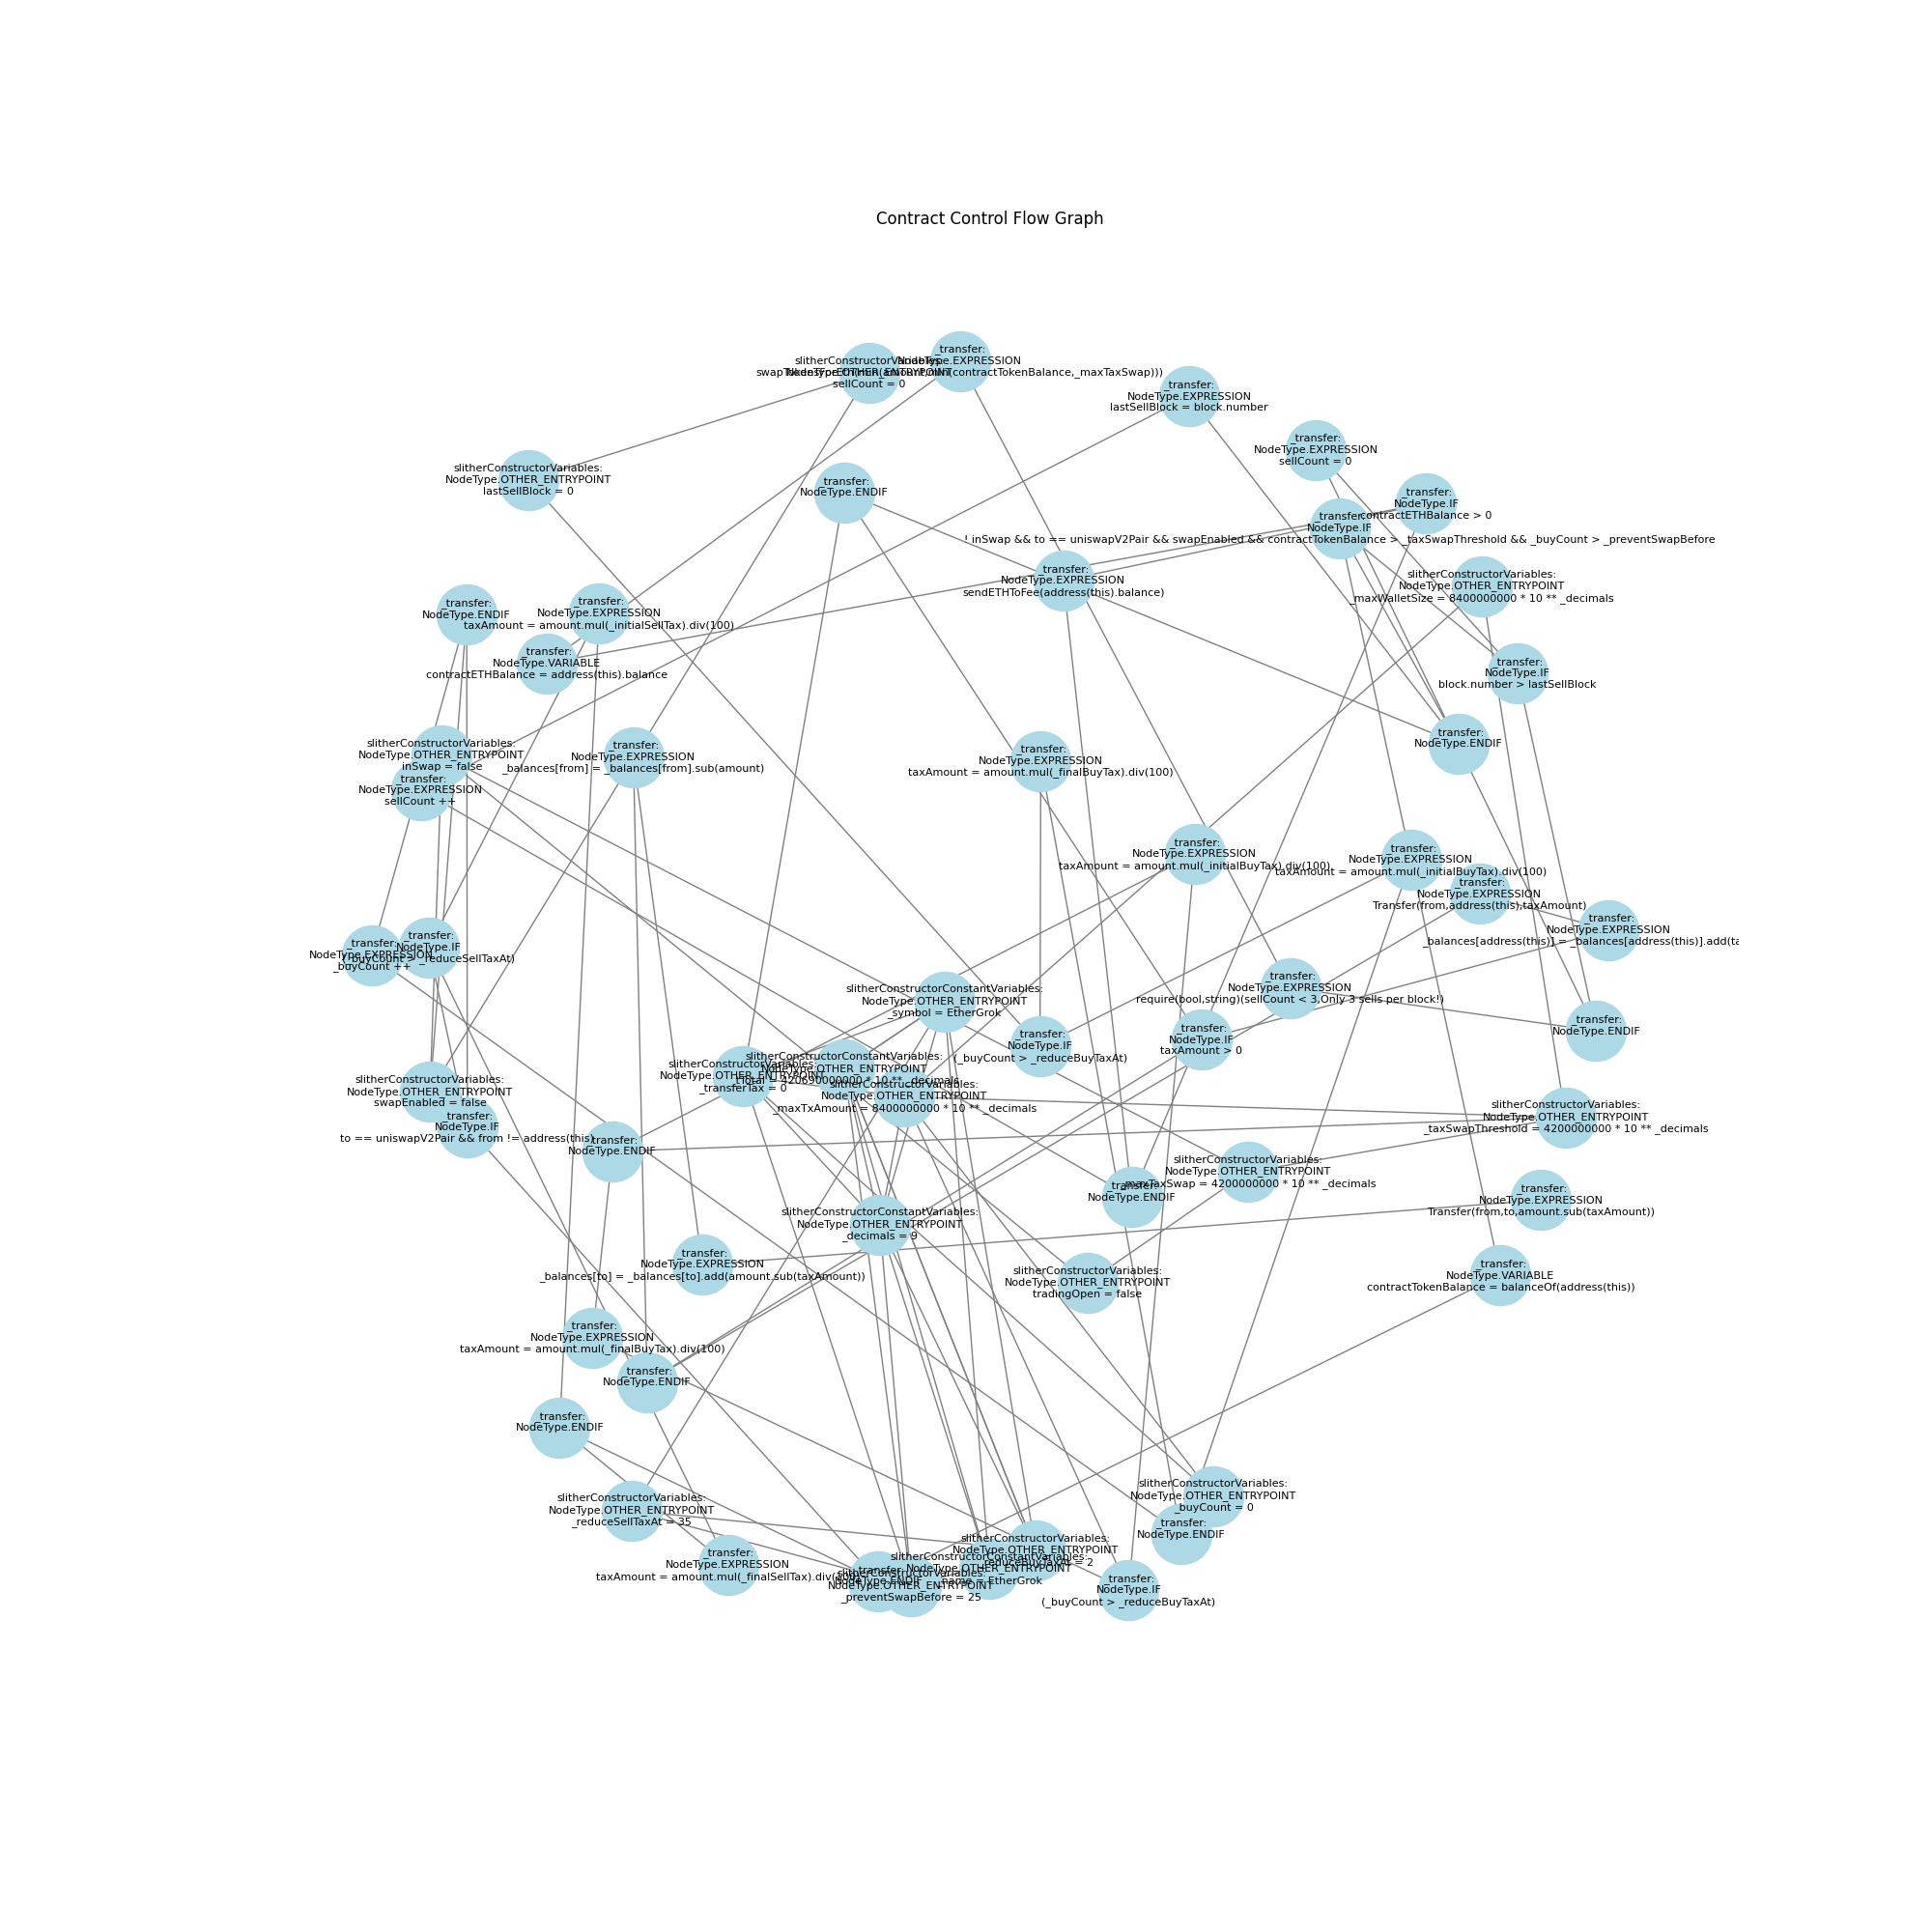 Contract Control Flow Graph
_transfer:
NodeType.EXPRESSION
swapTokensForEth(min(amount,min(contractTokenBalance,_maxTaxSwap)))
slitherConstructorVariables:
NodeType.OTHER_ENTRYPOINT
sellCount = 0
_transfer:
NodeType.EXPRESSION
lastSellBlock = block.number
_transfer:
NodeType.EXPRESSION
sellCount = 0
slitherConstructorVariables:
NodeType.OTHER_ENTRYPOINT
lastSellBlock = 0
_transfer:
NodeType.ENDIF
_transfer:
NodeType.IF
contractETHBalance > 0
_transfer:
NodeType.IF
! inSwap && to == uniswapV2Pair && swapEnabled && contractTokenBalance > _taxSwapThreshold && _buyCount > _preventSwapBefore
_transfer:
NodeType.EXPRESSION
sendETHToFee(address(this).balance)
slitherConstructorVariables:
NodeType.OTHER_ENTRYPOINT
_maxWalletSize = 8400000000 * 10 ** _decimals
_transfer:
NodeType.ENDIF
_transfer:
NodeType.EXPRESSION
taxAmount = amount.mul(_initialSellTax).div(100)
_transfer:
NodeType.VARIABLE
contractETHBalance = address(this).balance
_transfer:
NodeType.IF
block.number > lastSellBlock
_transfer:
NodeType.ENDIF
slitherConstructorVariables:
NodeType.OTHER_ENTRYPOINT
inSwap = false
_transfer:
NodeType.EXPRESSION
_balances[from] = _balances[from].sub(amount)
_transfer:
NodeType.EXPRESSION
taxAmount = amount.mul(_finalBuyTax).div(100)
_transfer:
NodeType.EXPRESSION
sellCount ++
_transfer:
NodeType.EXPRESSION
taxAmount = amount.mul(_initialBuyTax).div(100)
_transfer:
NodeType.EXPRESSION
taxAmount = amount.mul(_initialBuyTax).div(100)
_transfer:
NodeType.EXPRESSION
Transfer(from,address(this),taxAmount)
_transfer:
NodeType.EXPRESSION
_balances[address(this)] = _balances[address(this)].add(ta
_transfer:
NodeType.EXPRESSION
_buyCount ++
_transfer:
NodeType.IF
(_buyCount > _reduceSellTaxAt)
_transfer:
NodeType.EXPRESSION
require(bool,string)(sellCount < 3,Only 3 sells per block!)
slitherConstructorConstantVariables:
NodeType.OTHER_ENTRYPOINT
_symbol = EtherGrok
_transfer:
NodeType.ENDIF
_transfer:
NodeType.IF
(_buyCount > _reduceBuyTaxAt)
_transfer:
NodeType.IF
taxAmount > 0
slitherConstructorConstantVariables:
NodeType.OTHER_ENTRYPOINT
_tTotal = 420690000000 * 10 ** _decimals
slitherConstructorVariables:
NodeType.OTHER_ENTRYPOINT
_transferTax = 0
slitherConstructorVariables:
NodeType.OTHER_ENTRYPOINT
_maxTxAmount = 8400000000 * 10 ** _decimals
slitherConstructorVariables:
NodeType.OTHER_ENTRYPOINT
swapEnabled = false
_transfer:
NodeType.IF
to == uniswapV2Pair && from != address(this)
slitherConstructorVariables:
NodeType.OTHER_ENTRYPOINT
_taxSwapThreshold = 4200000000 * 10 ** _decimals
_transfer:
NodeType.ENDIF
slitherConstructorVariables:
NodeType.OTHER_ENTRYPOINT
_maxTaxSwap = 4200000000 * 10 ** _decimals
_transfer:
NodeType.ENDIF
_transfer:
NodeType.EXPRESSION
Transfer(from,to,amount.sub(taxAmount))
slitherConstructorConstantVariables:
NodeType.OTHER_ENTRYPOINT
_decimals = 9
_transfer:
NodeType.EXPRESSION
_balances[to] = _balances[to].add(amount.sub(taxAmount))
slitherConstructorVariables:
NodeType.OTHER_ENTRYPOINT
tradingOpen = false
_transfer:
NodeType.VARIABLE
contractTokenBalance = balanceOf(address(this))
_transfer:
NodeType.EXPRESSION
taxAmount = amount.mul(_finalBuyTax).div(100)
_transfer:
NodeType.ENDIF
_transfer:
NodeType.ENDIF
slitherConstructorVariables:
NodeType.OTHER_ENTRYPOINT
_reduceSellTaxAt = 35
slitherConstructorVariables:
NodeType.OTHER_ENTRYPOINT
_buyCount = 0
_transfer:
NodeType.ENDIF
_transfer:
NodeType.EXPRESSION
taxAmount = amount.mul(_finalSellTax).div(100)
slitherConstructorVariables:
NodeType.OTHER_ENTRYPOINT
_reduceBuyTaxAt = 2
slitherConstructorConstantVariables:
NodeType.OTHER_ENTRYPOINT
_name = EtherGrok
_transfer:
NodeType.ENDIF
slitherConstructorVariables:
NodeType.OTHER_ENTRYPOINT
_preventSwapBefore = 25
_transfer:
NodeType.IF
(_buyCount > _reduceBuyTaxAt)